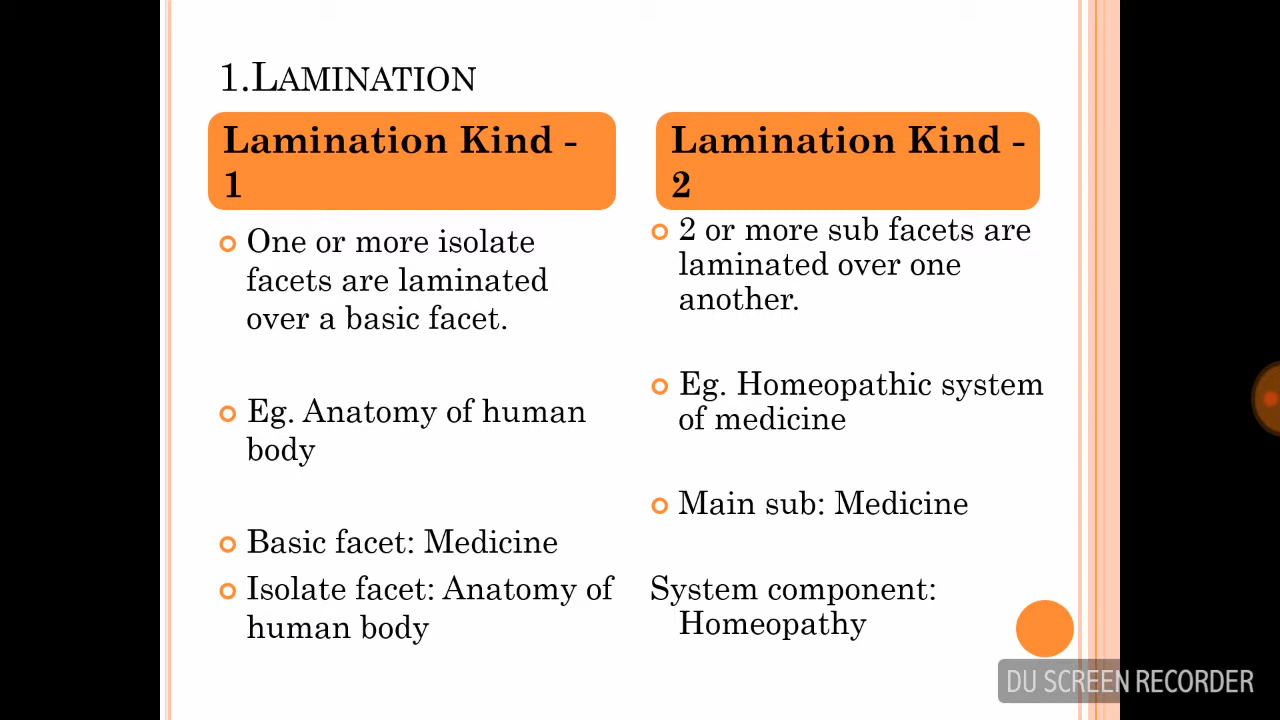 1.LAMINATION
Lamination Kind -
1
One or more isolate
facets are laminated
over a basic facet.
Eg. Anatomy of human
body
Basic facet: Medicine
Isolate facet: Anatomy of
human body
Lamination Kind -
2
2 or more sub facets are
laminated over one
another.
Eg. Homeopathic system
of medicine
Main sub: Medicine
System component:
Homeopathy
DU SCREEN RECORDER